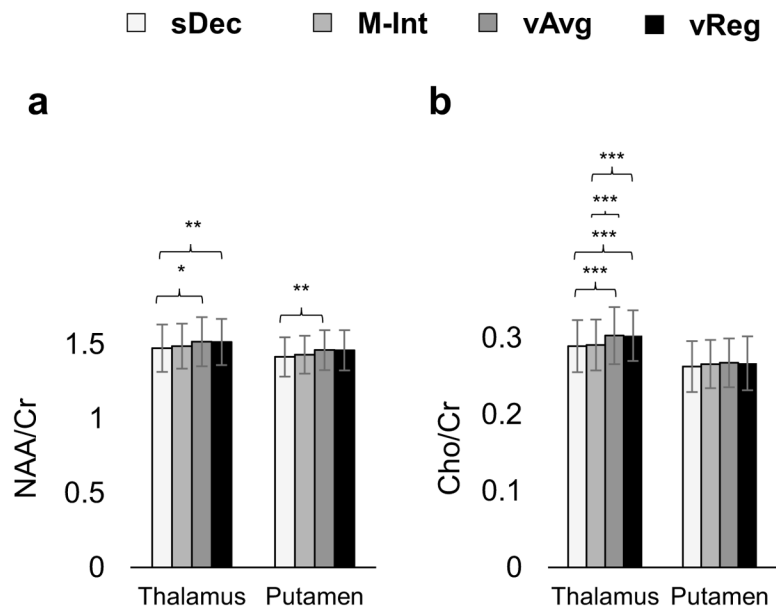 sDec M-Int vAvg vReg
a
NAA/Cr
1.5
1
0.5
0
**
*
**
Thalamus Putamen
b
Cho/Cr
0.3
0.2
0.1
0
***
***
***
***
Thalamus Putamen